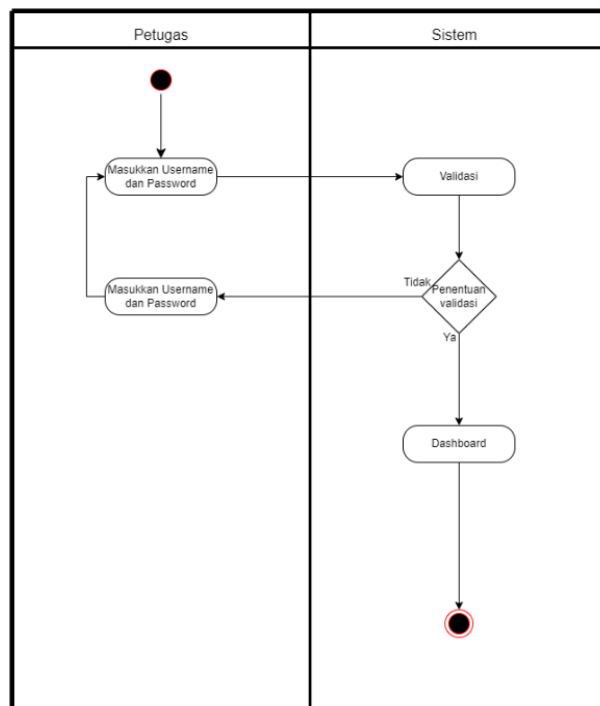 Petugas
Sistem
Masukkan Username
dan Password
Validasi
Masukkan Username
dan Password
Tidak
Penentuan
validasi
Ya
Dashboard